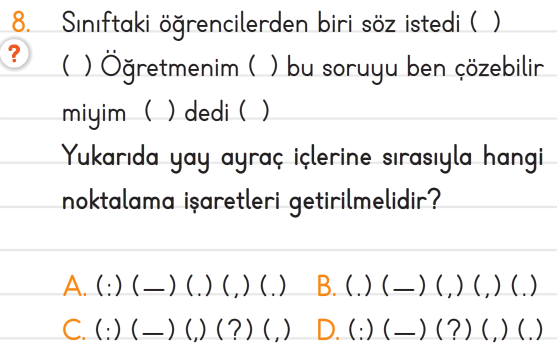 8. Sınıftaki öğrencilerden biri söz istedi ( )
? ( ) Öğretmenim ( ) bu soruyu ben çözebilir
miyim ( ) dedi ( )
Yukarıda yay ayraç içlerine sırasıyla hangi
noktalama işaretleri getirilmelidir?
A. (:) (—) (.) (,) (.) B. (.) (—) (,) (,) (.)
C. (:) (—) (,) (?) (,) D. (:) (—) (?) (,) (.)